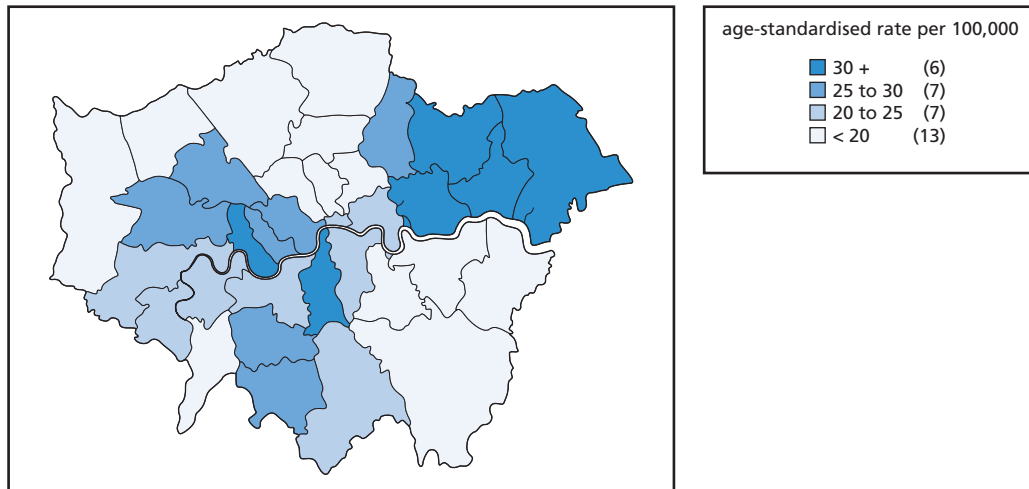 age-standardised rate per 100,000
30 + (6)
25 to 30 (7)
20 to 25 (7)
< 20 (13)